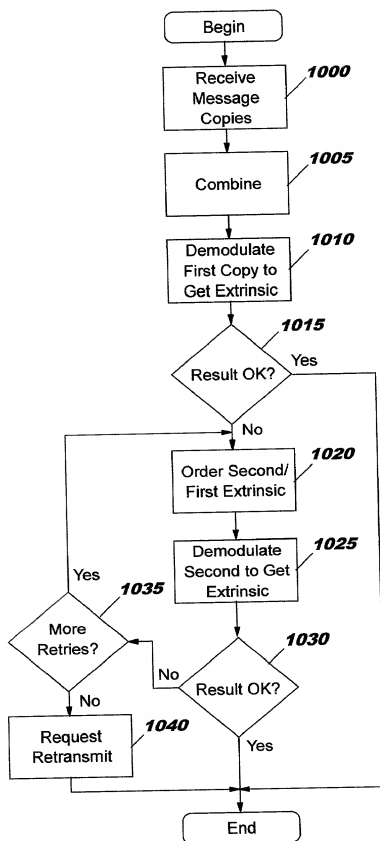 Begin
Receive
Message
Copies
1000
Combine
1005
Demodulate
First Copy to
Get Extrinsic
1010
1015
Result OK?
Yes
No
Order Second/
First Extrinsic
1020
Demodulate
Second to Get
Extrinsic
1025
Yes
1035
More
Retries?
No
1030
Result OK?
No
Yes
Request
Retransmit
1040
End